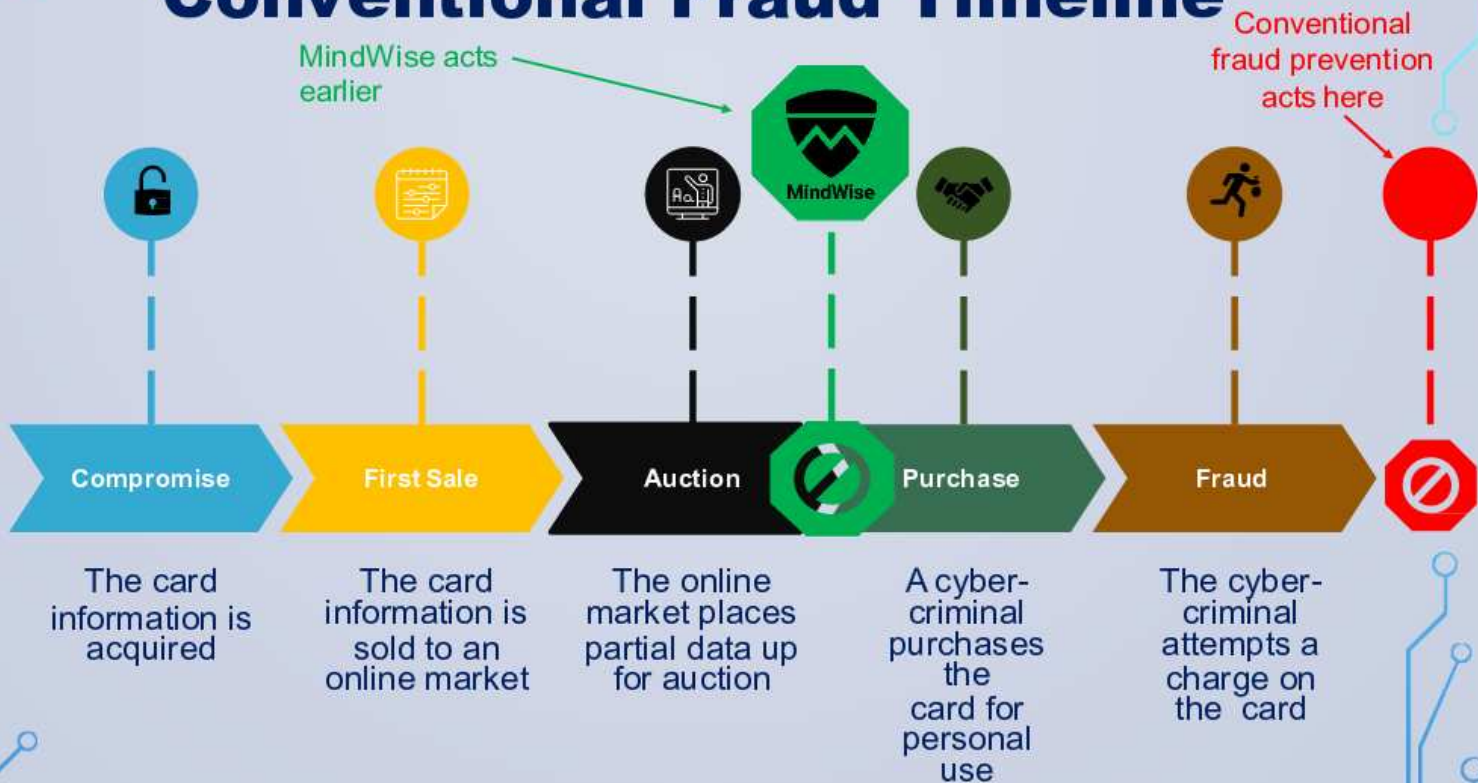 Conventional Fraud Timeline
Conventional
fraud prevention
acts here
MindWise acts
earlier
MindWise
Compromise
First Sale
Auction
Purchase
Fraud
The card
information is
acquired
The card
information is
sold to an
online market
The online
market places
partial data up
for auction
A cyber-
criminal
purchases
the
card for
personal
use
The cyber-
criminal
attempts a
charge on
the card